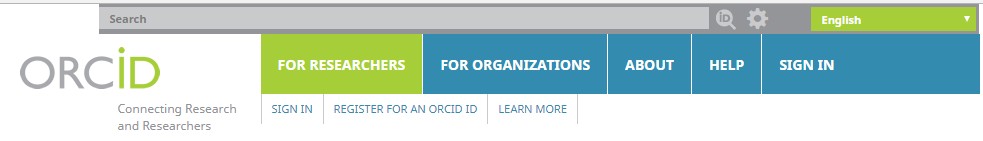 Search
iD
English
ORCiD
FOR RESEARCHERS FOR ORGANIZATIONS ABOUT HELP SIGN IN
Connecting Research
and Researchers
SIGN IN REGISTER FOR AN ORCID ID LEARN MORE